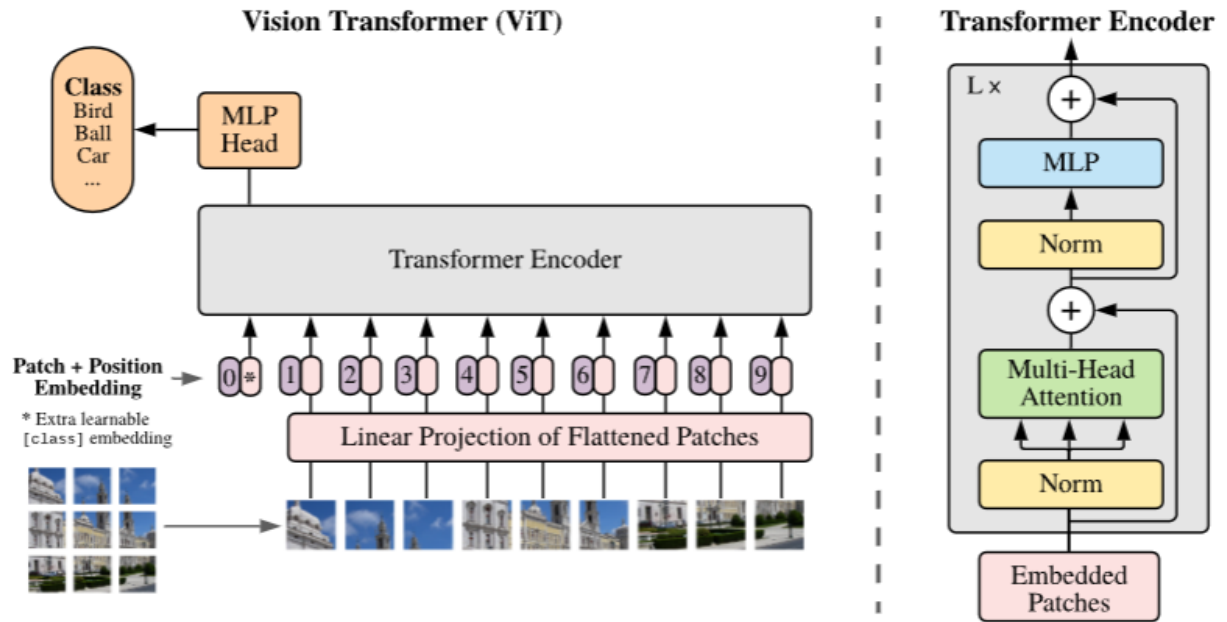 Vision Transformer (ViT)
Class
Bird
Ball
Car
...
MLP
Head
Transformer Encoder
Patch + Position
Embedding
0 * 1 2 3 4 5 6 7 8 9
* Extra learnable
[class] embedding
Linear Projection of Flattened Patches
Transformer Encoder
L ×
+
MLP
Norm
+
Multi-Head
Attention
Norm
Embedded
Patches